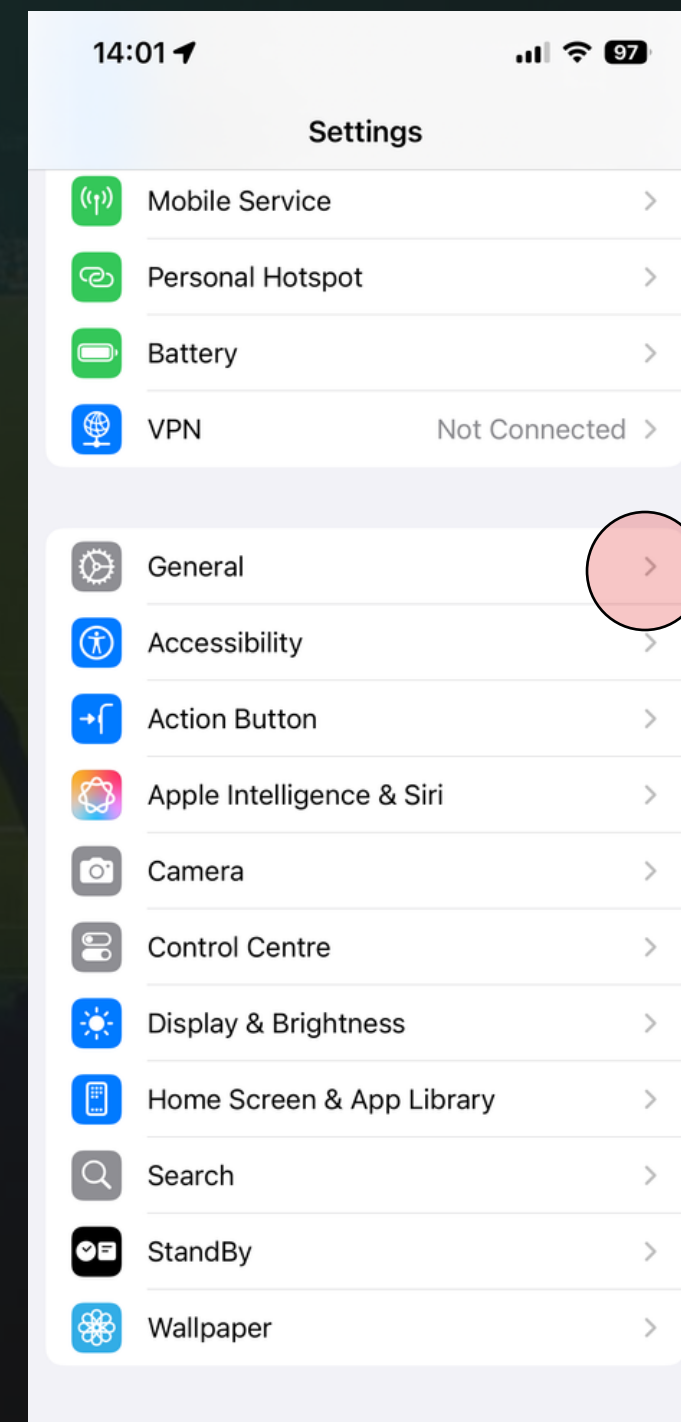 14:01
97
Settings
Mobile Service
Personal Hotspot
Battery
VPN Not Connected
General
Accessibility
Action Button
Apple Intelligence & Siri
Camera
Control Centre
Display & Brightness
Home Screen & App Library
Search
StandBy
Wallpaper